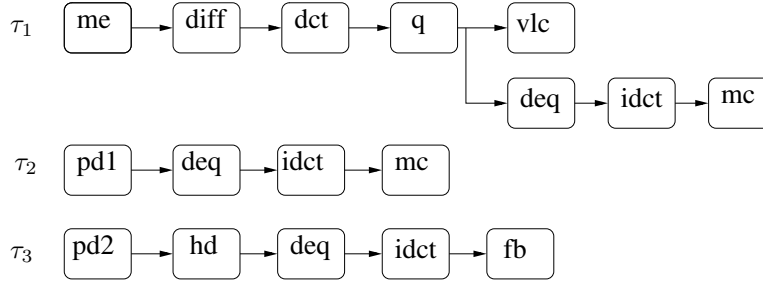 τ1 me diff dct q vlc
deq idct mc
τ2 pd1 deq idct mc
τ3 pd2 hd deq idct fb